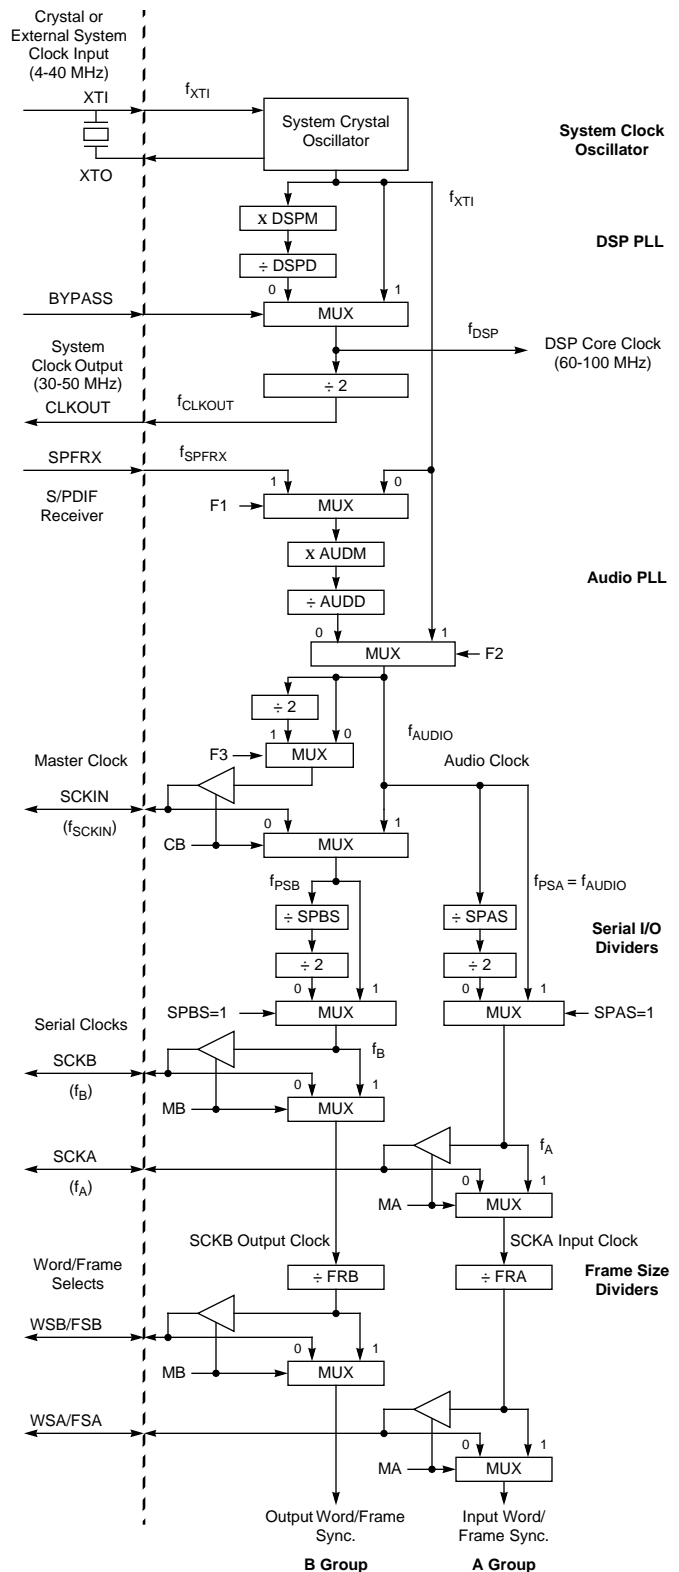 Crystal or
External System
Clock Input
(4-40 MHz)
XTI
fXTI
System Crystal
Oscillator
System Clock
Oscillator
XTO
fXTI
x DSPM
DSP PLL
÷ DSPD
0
1
BYPASS
MUX
fDSP
DSP Core Clock
(60-100 MHz)
System
Clock Output
(30-50 MHz)
÷ 2
CLKOUT
fCLKOUT
SPFRX
fSPFRX
1
0
S/PDIF
Receiver
F1
MUX
x AUDM
Audio PLL
÷ AUDD
0
1
MUX
F2
÷ 2
1
0
fAUDIO
F3
MUX
Master Clock
Audio Clock
SCKIN
(fSCKIN)
0
1
CB
MUX
fPSB
fPSA = fAUDIO
÷ SPBS
÷ SPAS
Serial I/O
Dividers
÷ 2
÷ 2
0
1
0
1
SPBS=1
MUX
MUX
SPAS=1
Serial Clocks
fB
SCKB
(fB)
0
1
MB
MUX
SCKA
(fA)
fA
0
1
MA
MUX
SCKB Output Clock
SCKA Input Clock
Word/Frame
Selects
÷ FRB
÷ FRA
Frame Size
Dividers
WSB/FSB
0
1
MB
MUX
WSA/FSA
0
1
MA
MUX
Output Word/Frame
Sync.
Input Word/
Frame Sync.
B Group
A Group